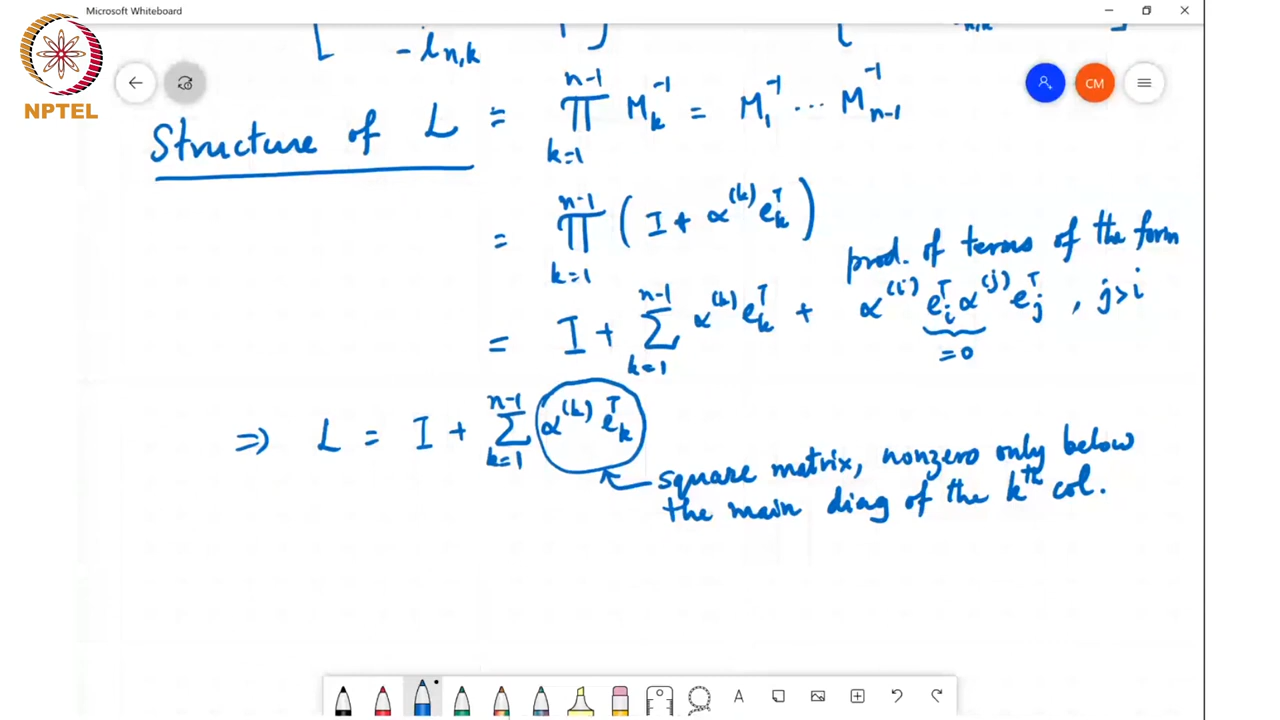 Microsoft Whiteboard
NPTEL
CM
- l_{n,k}
Structure of L = ∏_{k=1}^{n-1} M_k^{-1} = M_1^{-1} ... M_{n-1}^{-1}
= ∏_{k=1}^{n-1} ( I + α^{(k)} e_k^T )
prod. of terms of the form
= I + ∑_{k=1}^{n-1} α^{(k)} e_k^T + α^{(i)} e_i^T α^{(j)} e_j^T , j>i
=0
⇒ L = I + ∑_{k=1}^{n-1} α^{(k)} e_k^T
square matrix, nonzero only below
the main diag of the k^{th} col.
A